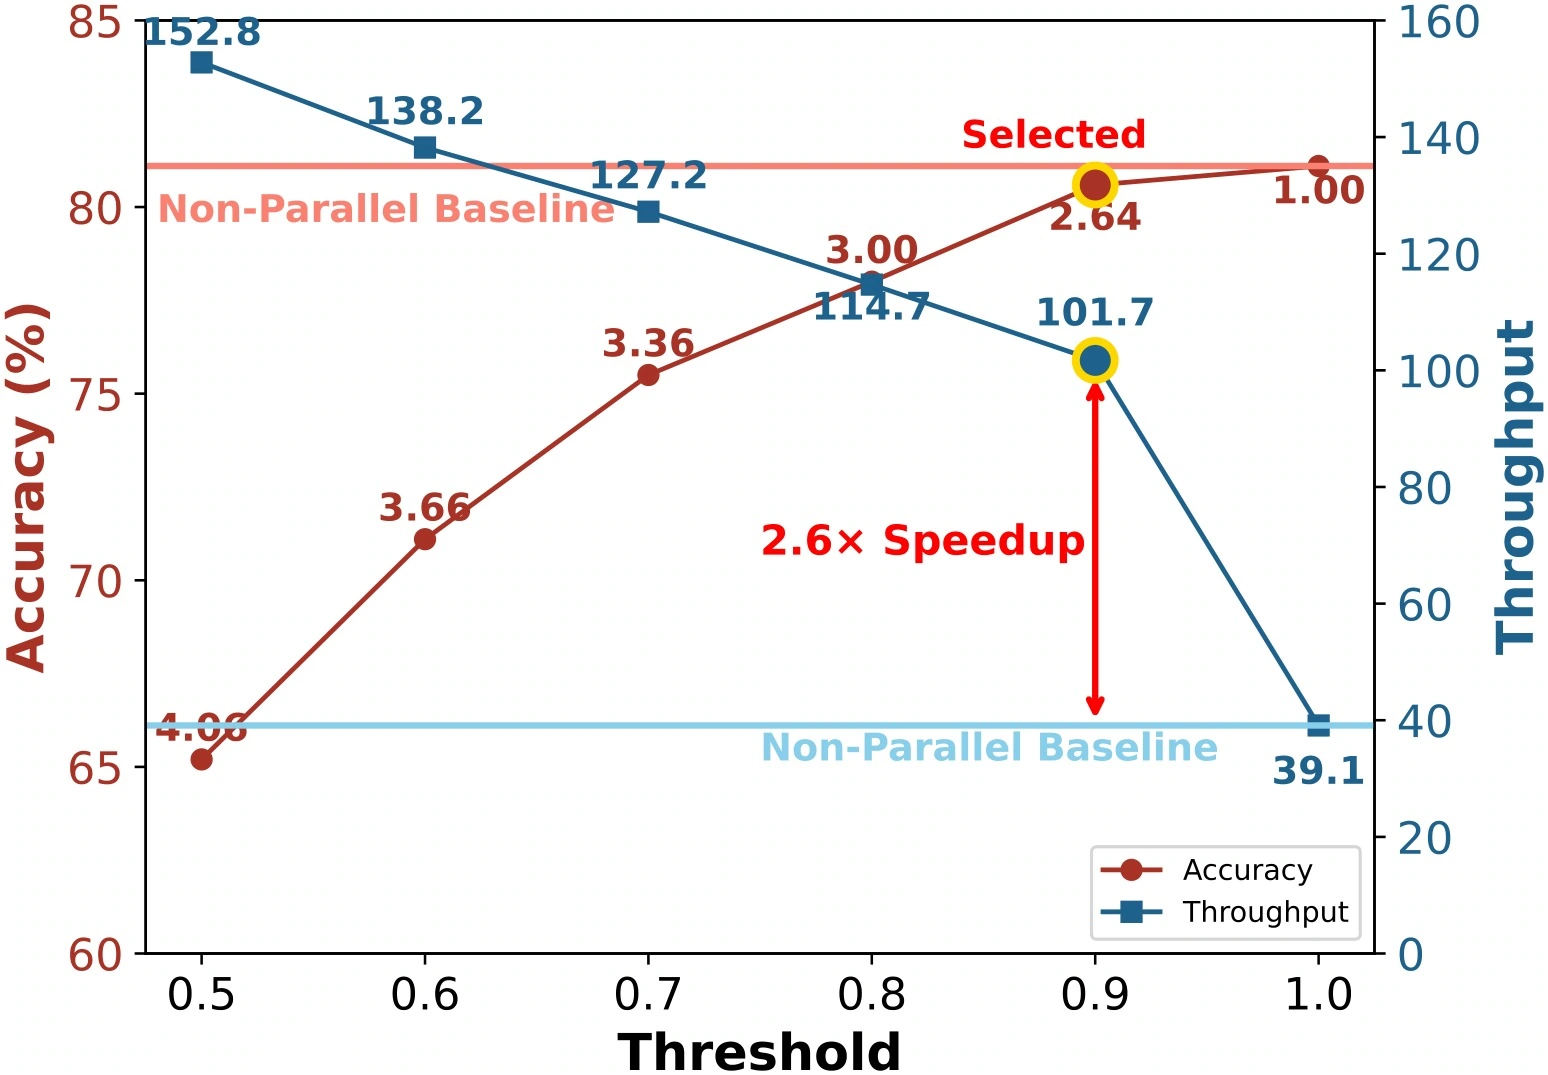 85
80
75
70
65
60
Accuracy (%)
160
140
120
100
80
60
40
20
0
Throughput
152.8
138.2
127.2
114.7
101.7
39.1
4.06
3.66
3.36
3.00
2.64
1.00
Selected
Non-Parallel Baseline
2.6× Speedup
Non-Parallel Baseline
Accuracy
Throughput
0.5 0.6 0.7 0.8 0.9 1.0
Threshold